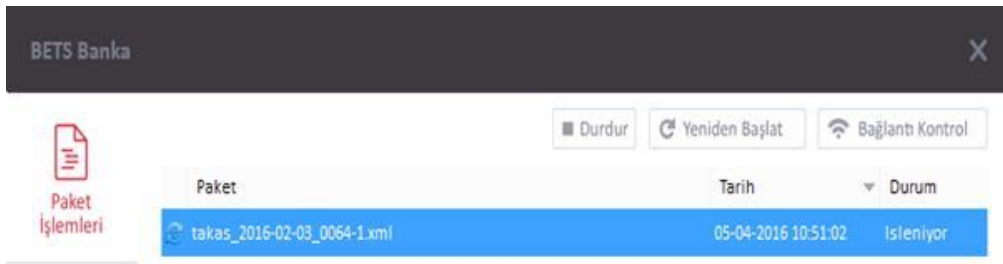 BETS Banka
Durdur Yeniden Başlat Bağlantı Kontrol
Paket İşlemleri
Paket Tarih Durum
takas_2016-02-03_0064-1.xml 05-04-2016 10:51:02 Isleniyor